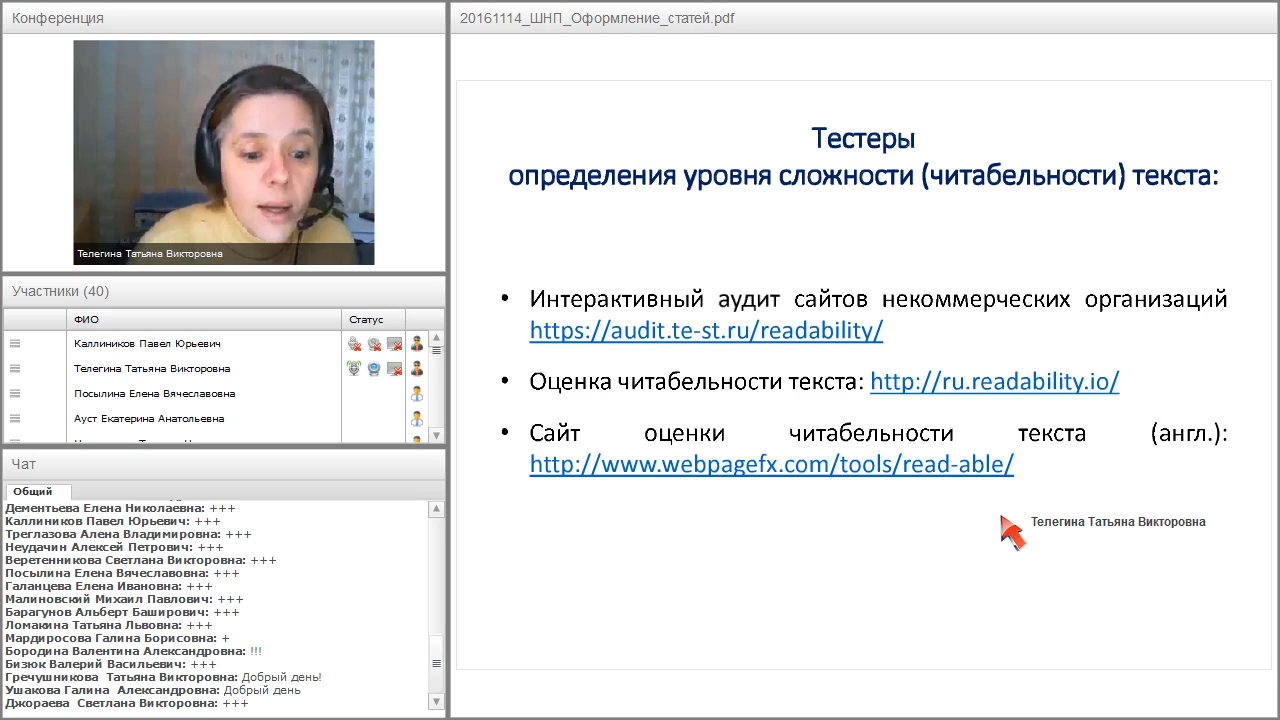 Конференция
Телегина Татьяна Викторовна
Участники (40)
ФИО Статус
Каллиников Павел Юрьевич
Телегина Татьяна Викторовна
Посылина Елена Вячеславовна
Ауст Екатерина Анатольевна
Чат
Общий
Дементьева Елена Николаевна: +++
Каллиников Павел Юрьевич: +++
Треглазова Алена Владимировна: +++
Неудачин Алексей Петрович: +++
Веретенникова Светлана Викторовна: +++
Посылина Елена Вячеславовна: +++
Галанцева Елена Ивановна: +++
Малиновский Михаил Павлович: +++
Барагунов Альберт Баширович: +++
Ломакина Татьяна Львовна: +++
Мардиросова Галина Борисовна: +
Бородина Валентина Александровна: !!!
Бизюк Валерий Васильевич: +++
Гречушникова Татьяна Викторовна: Добрый день!
Ушакова Галина Александровна: Добрый день
Джораева Светлана Викторовна: +++
20161114_ШНП_Оформление_статей.pdf
Тестеры
определения уровня сложности (читабельности) текста:
• Интерактивный аудит сайтов некоммерческих организаций
https://audit.te-st.ru/readability/
• Оценка читабельности текста: http://ru.readability.io/
• Сайт оценки читабельности текста (англ.):
http://www.webpagefx.com/tools/read-able/
Телегина Татьяна Викторовна